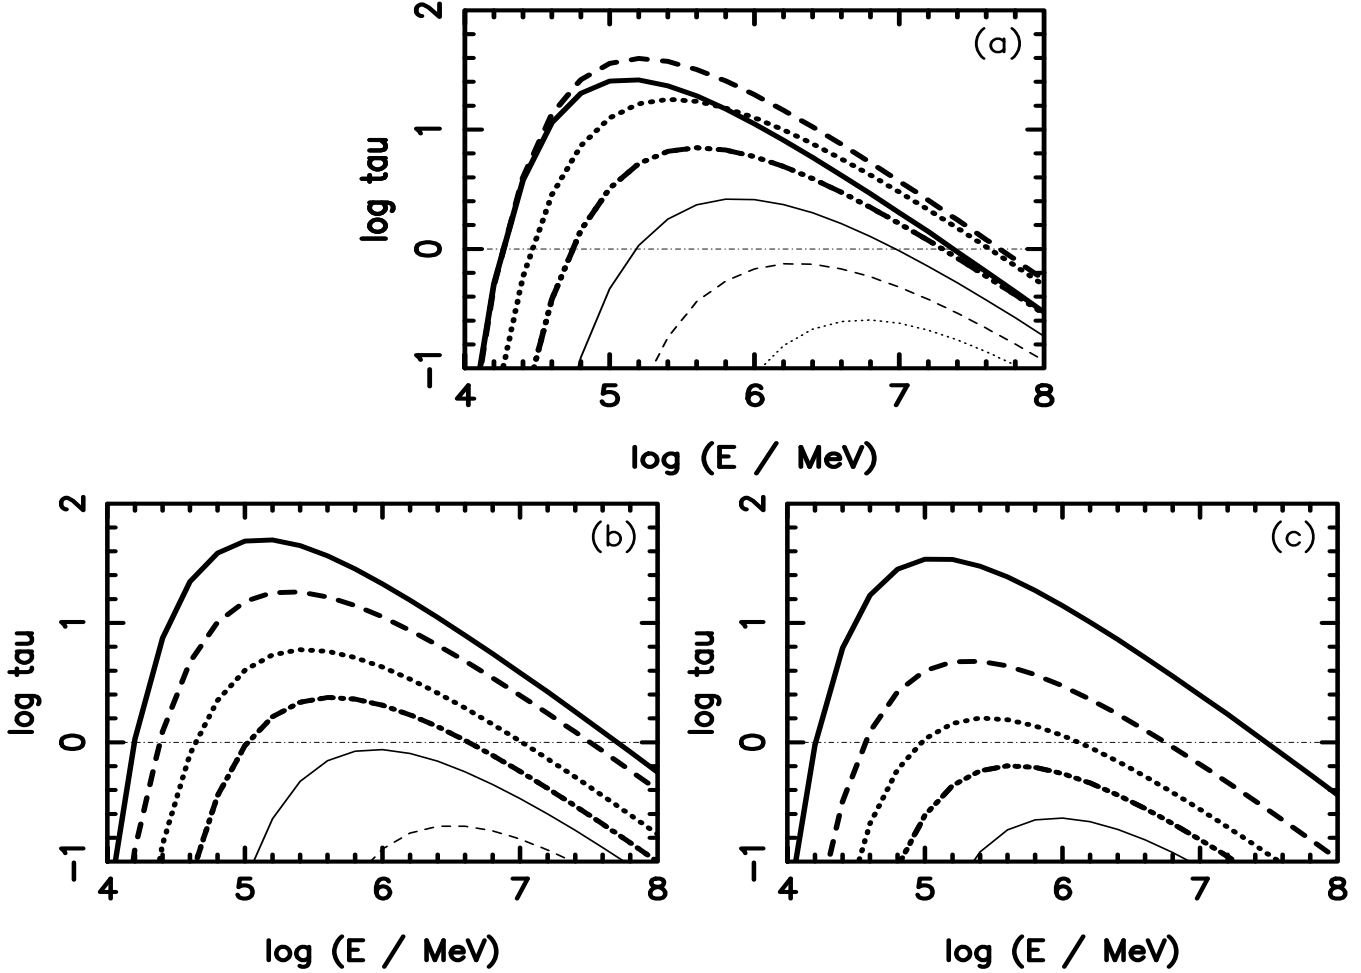 2
(a)
1
log tau
0
-1
4 5 6 7 8
log (E / MeV)
2 (b) 2 (c)
1 1
log tau log tau
0 0
-1 -1
4 5 6 7 8 4 5 6 7 8
log (E / MeV) log (E / MeV)